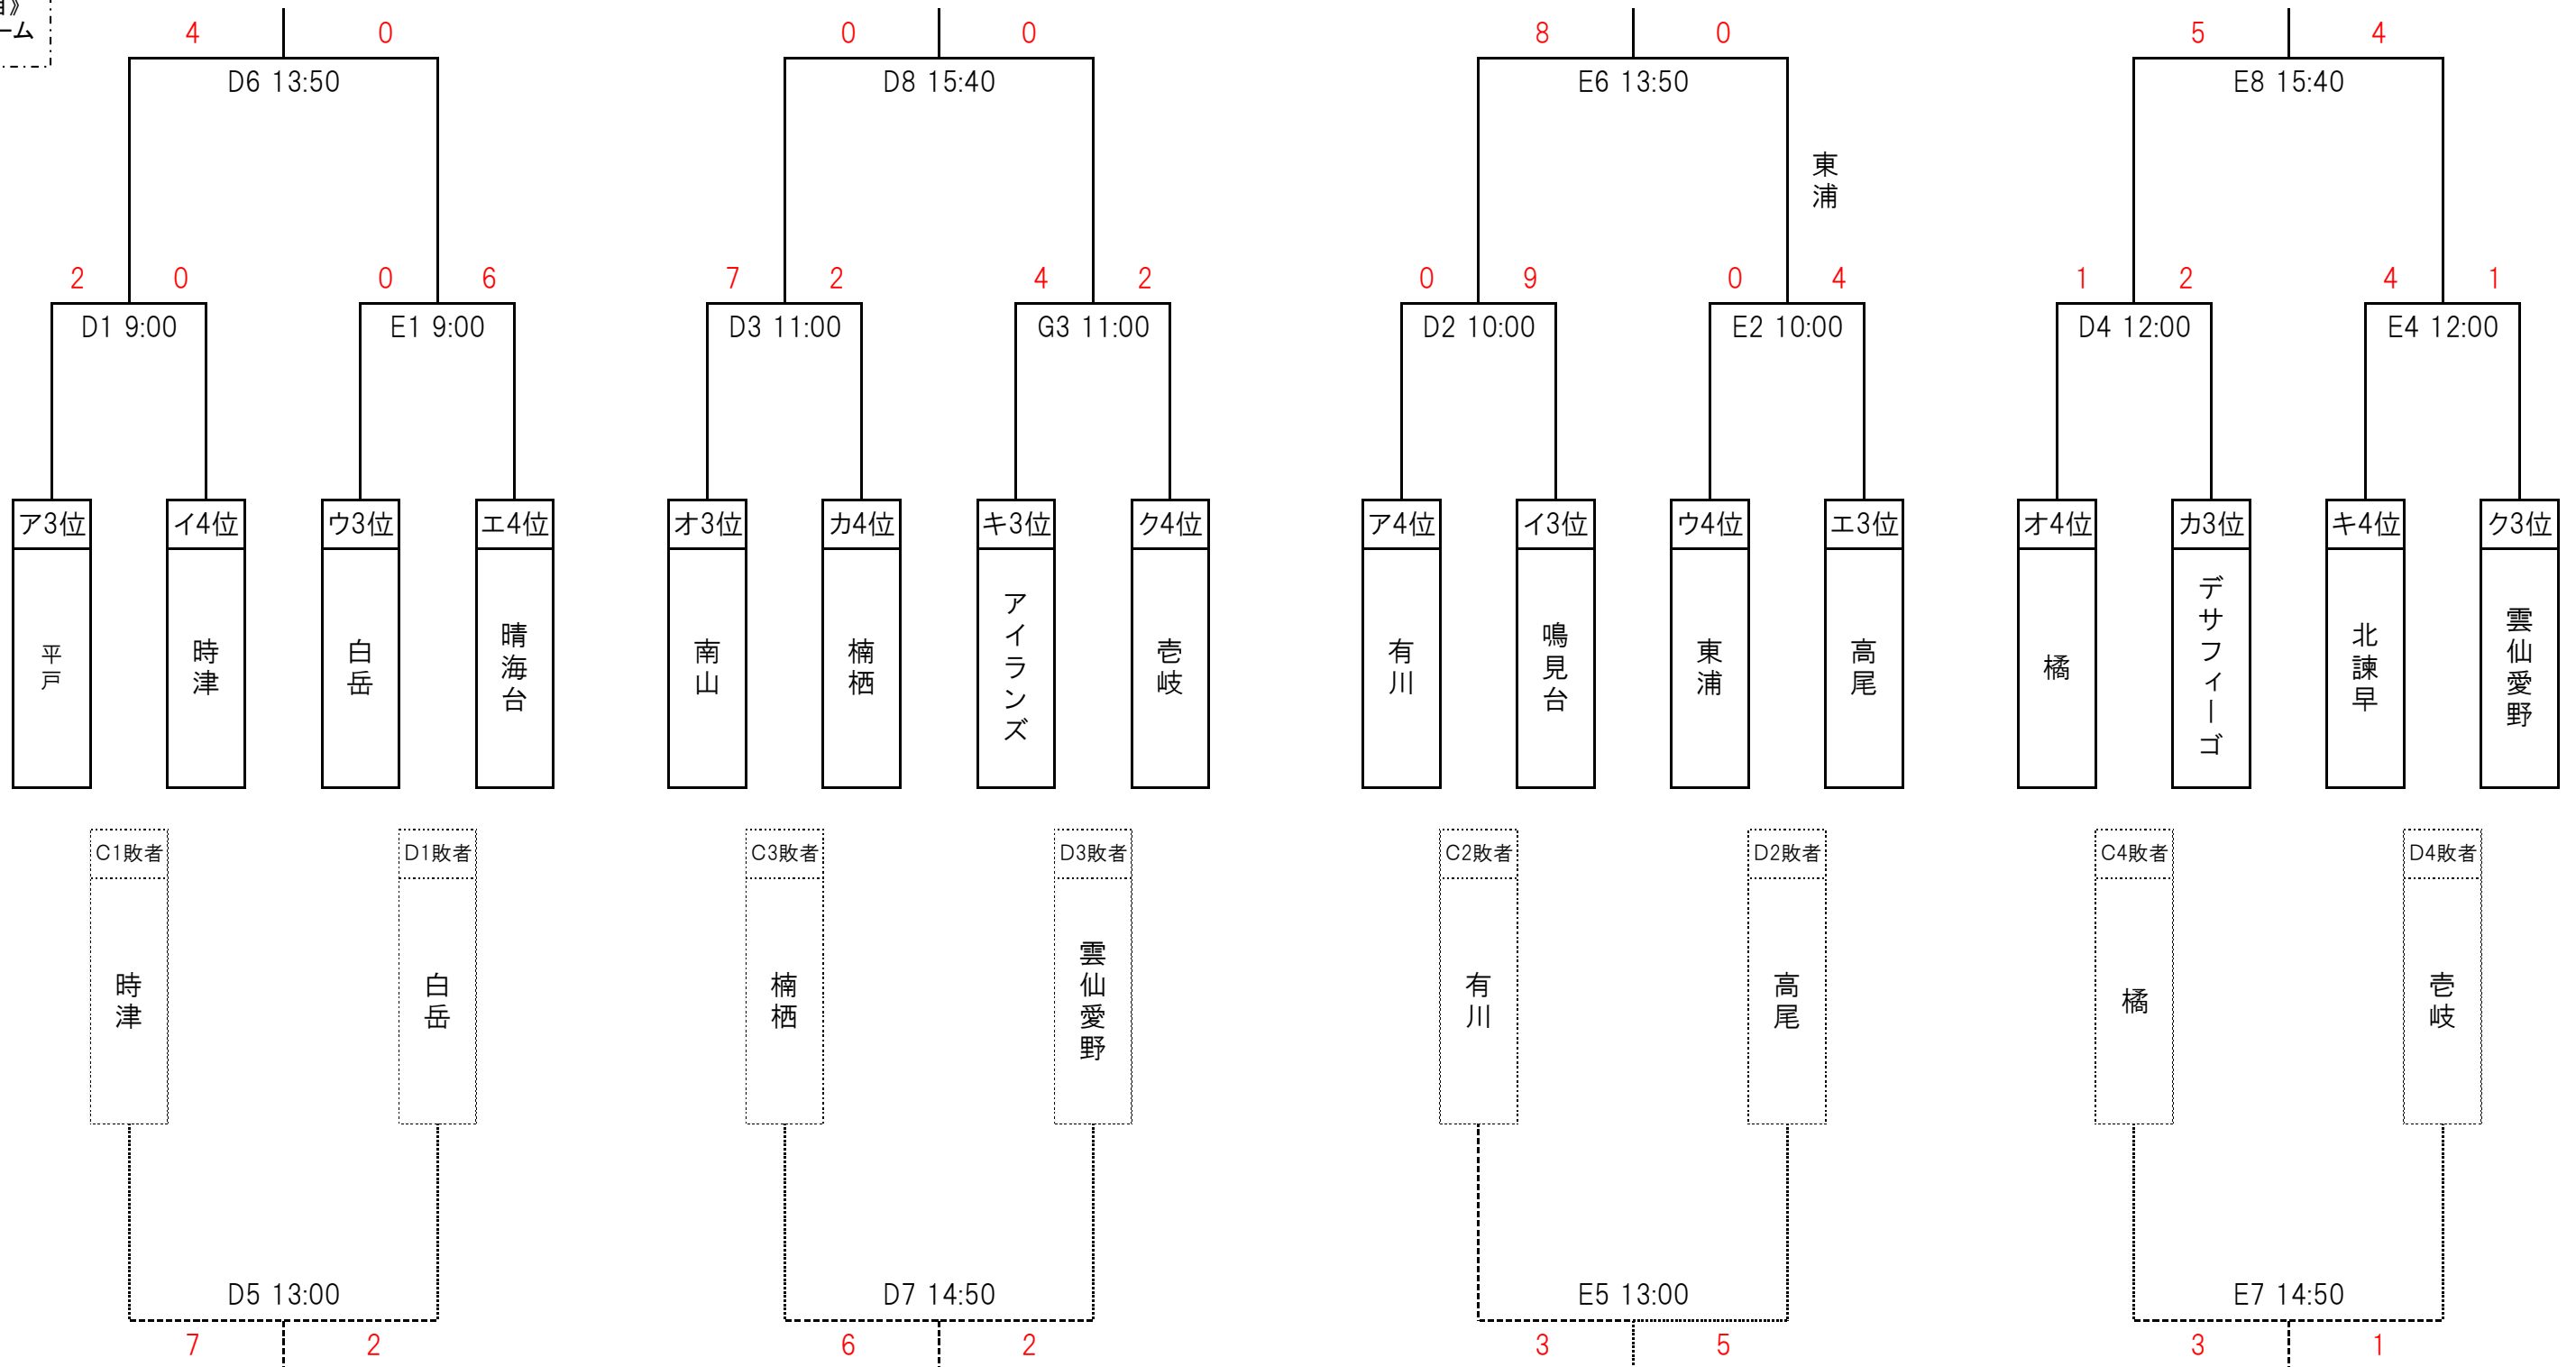 目》
ーム
4 0 0 0 8 0 5 4
D6 13:50 D8 15:40 E6 13:50 E8 15:40
東浦
2 0 0 6 7 2 4 2 0 9 0 4 1 2 4 1
D1 9:00 E1 9:00 D3 11:00 G3 11:00 D2 10:00 E2 10:00 D4 12:00 E4 12:00
ア3位 イ4位 ウ3位 エ4位 オ3位 カ4位 キ3位 ク4位 ア4位 イ3位 ウ4位 エ3位 オ4位 カ3位 キ4位 ク3位
平戸 時津 白岳 晴海台 南山 楠栖 アイランズ 壱岐 有川 鳴見台 東浦 高尾 橘 デサフィーゴ 北諫早 雲仙愛野
C1敗者 D1敗者 C3敗者 D3敗者 C2敗者 D2敗者 C4敗者 D4敗者
時津 白岳 楠栖 雲仙愛野 有川 高尾 橘 壱岐
D5 13:00 D7 14:50 E5 13:00 E7 14:50
7 2 6 2 3 5 3 1